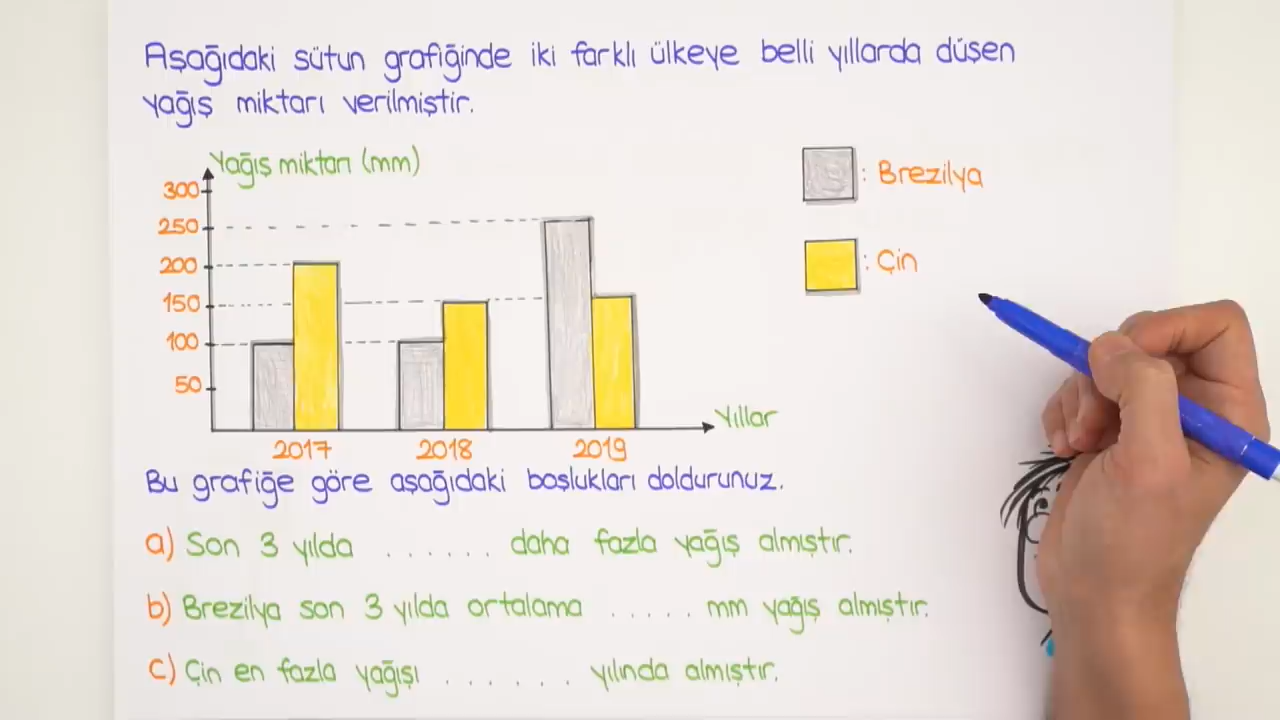 Aşağıdaki sütun grafiğinde iki farklı ülkeye belli yıllarda düşen
yağış miktarı verilmiştir.
Yağış miktarı (mm)
300
250
200
150
100
50
2017 2018 2019
Yıllar
: Brezilya
: Çin
Bu grafiğe göre aşağıdaki boşlukları doldurunuz.
a) Son 3 yılda . . . . . . daha fazla yağış almıştır.
b) Brezilya son 3 yılda ortalama . . . . . mm yağış almıştır.
c) Çin en fazla yağışı . . . . . . yılında almıştır.